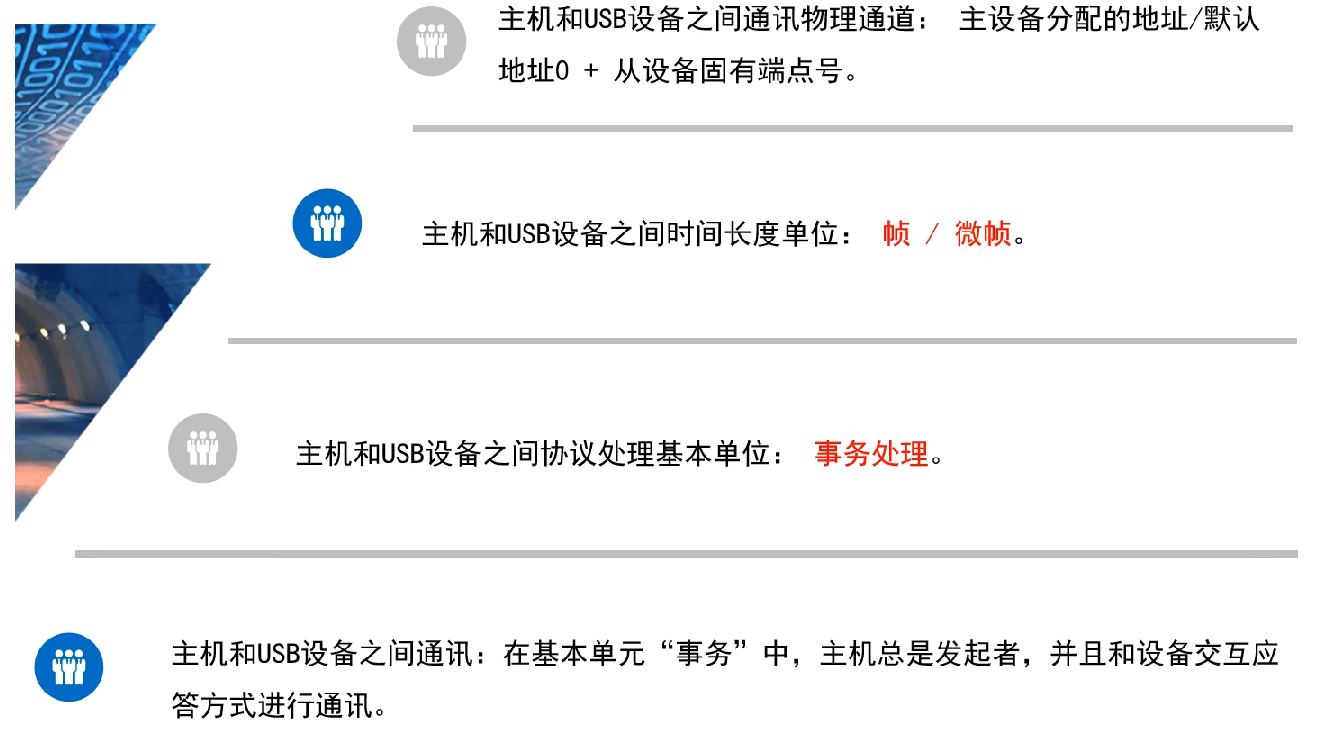 主机和USB设备之间通讯物理通道： 主设备分配的地址/默认
地址0 + 从设备固有端点号。
主机和USB设备之间时间长度单位： 帧 / 微帧。
主机和USB设备之间协议处理基本单位： 事务处理。
主机和USB设备之间通讯：在基本单元“事务”中，主机总是发起者，并且和设备交互应
答方式进行通讯。